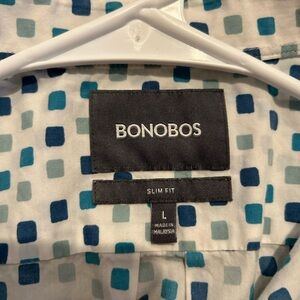 BONOBOS
SLIM FIT
L
MADE IN
MALAYSIA